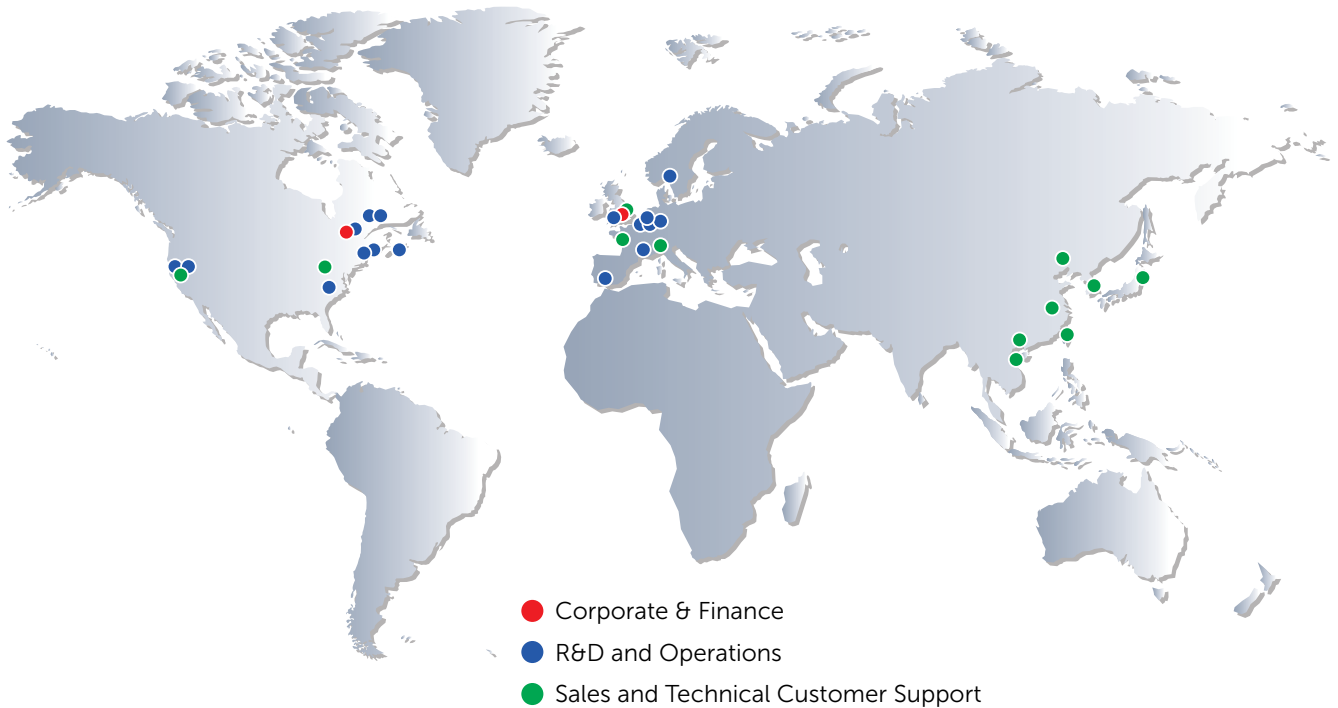 Corporate & Finance
R&D and Operations
Sales and Technical Customer Support